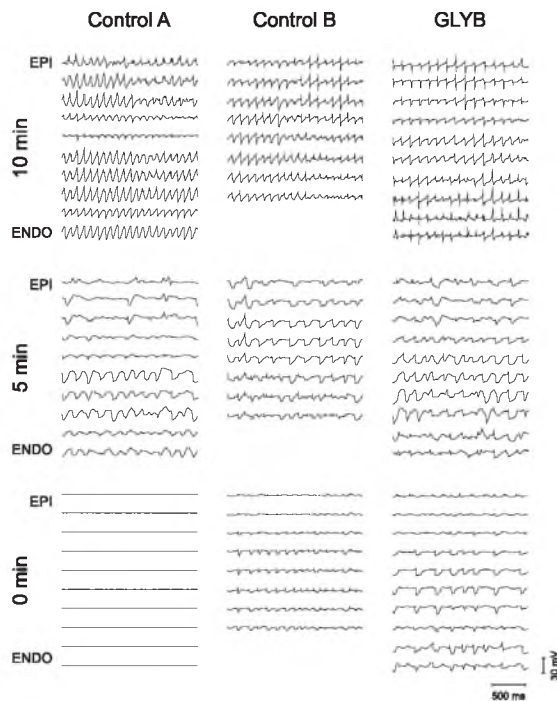 Control A Control B GLYB
EPI
10 min
ENDO
EPI
5 min
ENDO
EPI
0 min
ENDO
30 mV
500 ms